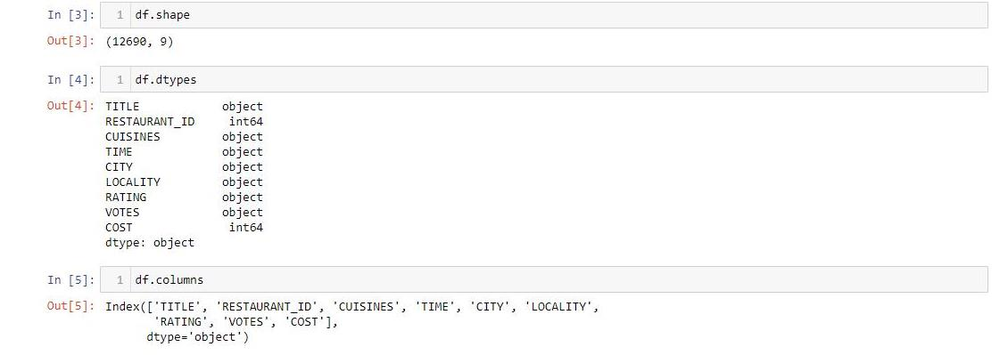 In [3]: 1 df.shape
Out[3]: (12690, 9)
In [4]: 1 df.dtypes
Out[4]: TITLE object
RESTAURANT_ID int64
CUISINES object
TIME object
CITY object
LOCALITY object
RATING object
VOTES object
COST int64
dtype: object
In [5]: 1 df.columns
Out[5]: Index(['TITLE', 'RESTAURANT_ID', 'CUISINES', 'TIME', 'CITY', 'LOCALITY',
'RATING', 'VOTES', 'COST'],
dtype='object')